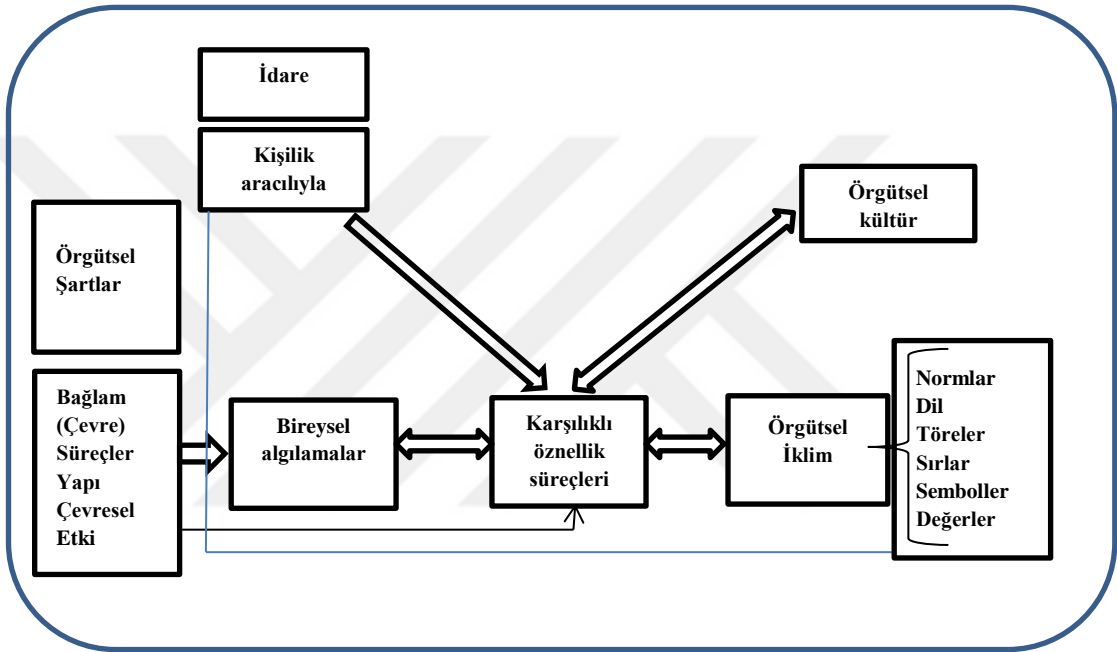 İdare
Kişilik
aracılıyla
Örgütsel
kültür
Örgütsel
Şartlar
Bağlam
(Çevre)
Süreçler
Yapı
Çevresel
Etki
Bireysel
algılamalar
Karşılıklı
öznellik
süreçleri
Örgütsel
İklim
Normlar
Dil
Töreler
Sırlar
Semboller
Değerler